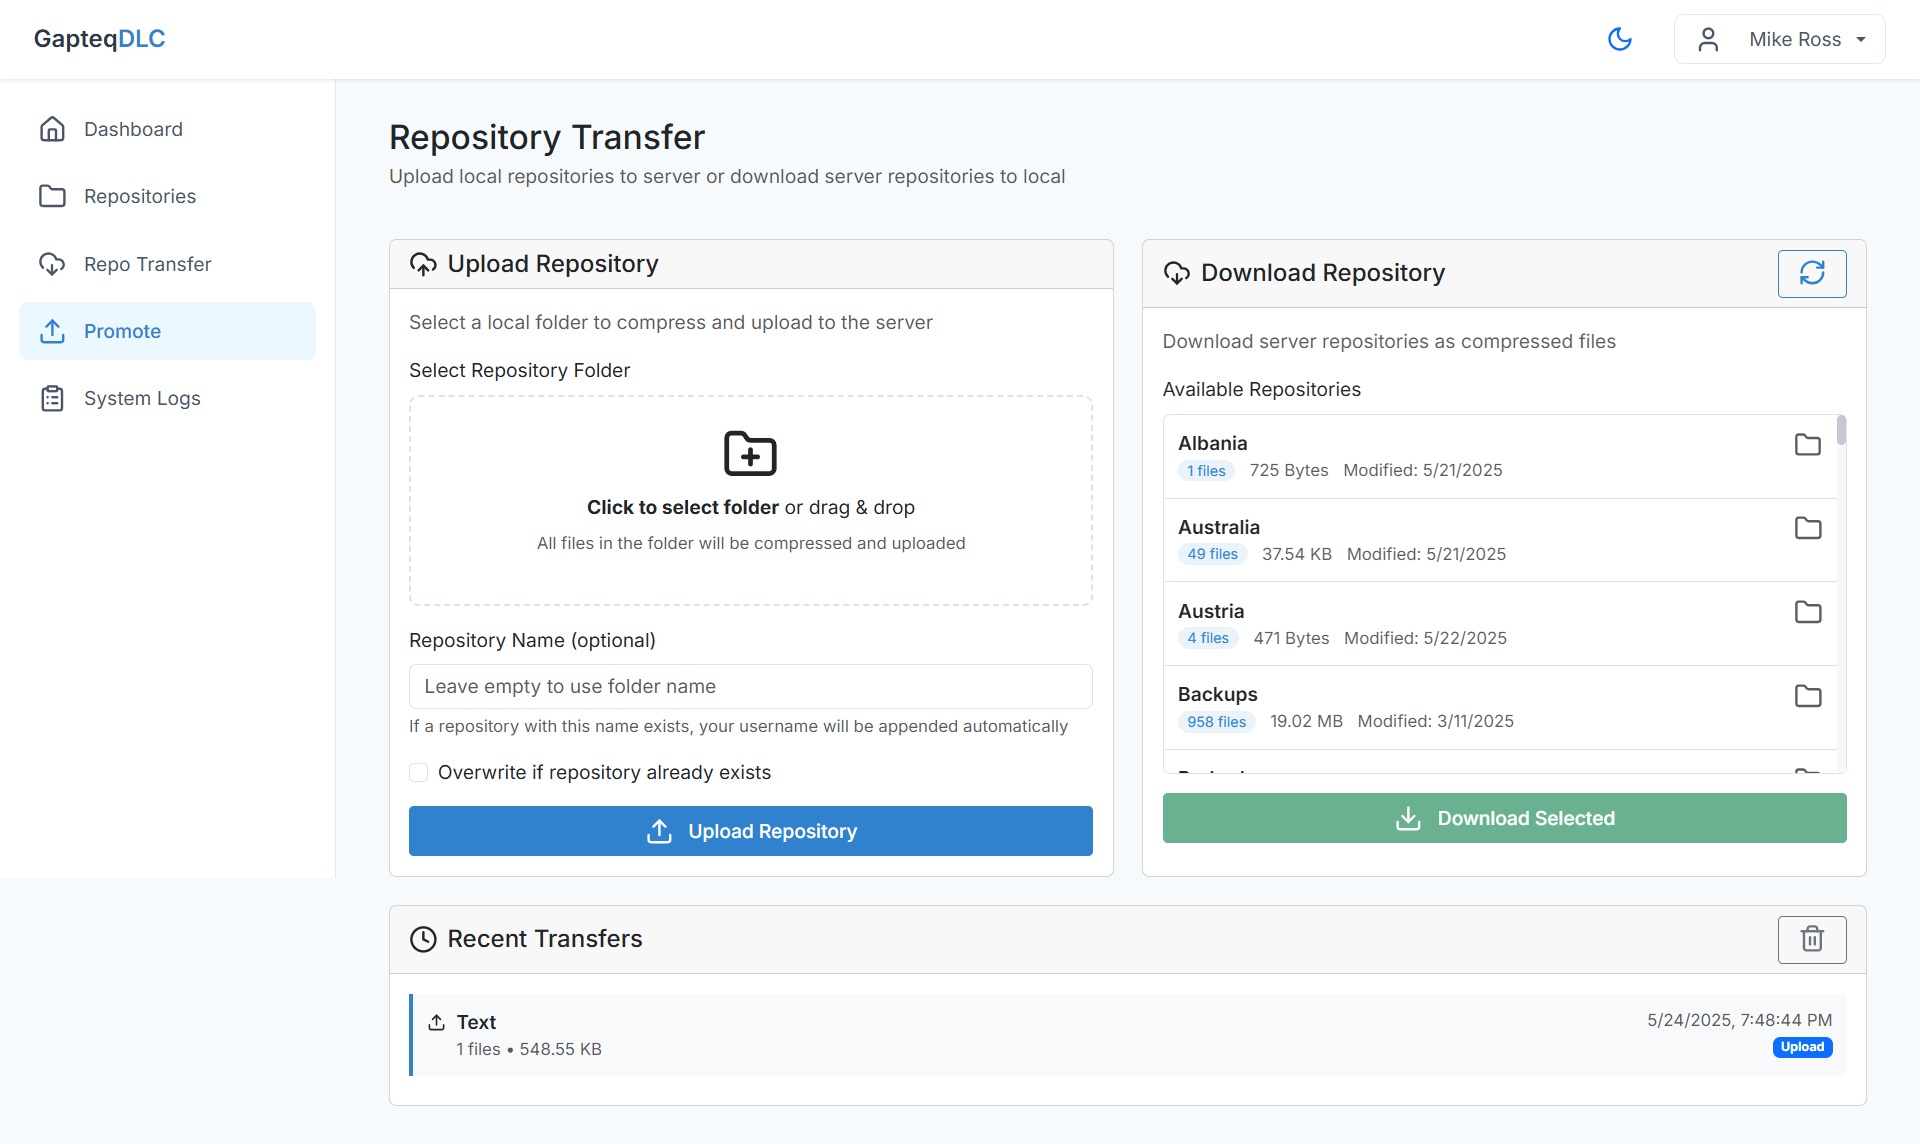 GapteqDLC
Mike Ross
Dashboard
Repositories
Repo Transfer
Promote
System Logs
Repository Transfer
Upload local repositories to server or download server repositories to local
Upload Repository
Select a local folder to compress and upload to the server
Select Repository Folder
Click to select folder or drag & drop
All files in the folder will be compressed and uploaded
Repository Name (optional)
Leave empty to use folder name
If a repository with this name exists, your username will be appended automatically
Overwrite if repository already exists
Upload Repository
Download Repository
Download server repositories as compressed files
Available Repositories
Albania
1 files 725 Bytes Modified: 5/21/2025
Australia
49 files 37.54 KB Modified: 5/21/2025
Austria
4 files 471 Bytes Modified: 5/22/2025
Backups
958 files 19.02 MB Modified: 3/11/2025
Download Selected
Recent Transfers
Text
1 files • 548.55 KB
5/24/2025, 7:48:44 PM
Upload